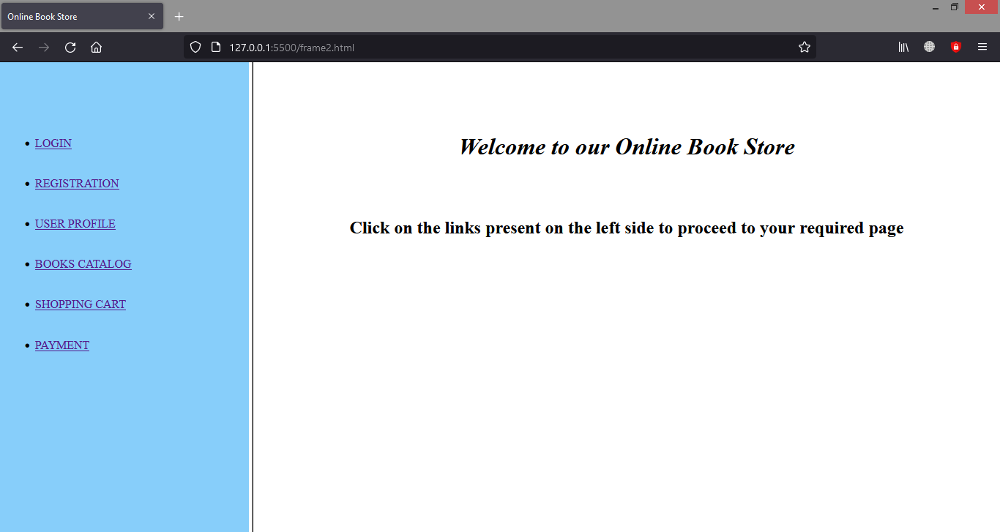 Online Book Store
127.0.0.1:5500/frame2.html
LOGIN
REGISTRATION
USER PROFILE
BOOKS CATALOG
SHOPPING CART
PAYMENT
Welcome to our Online Book Store
Click on the links present on the left side to proceed to your required page